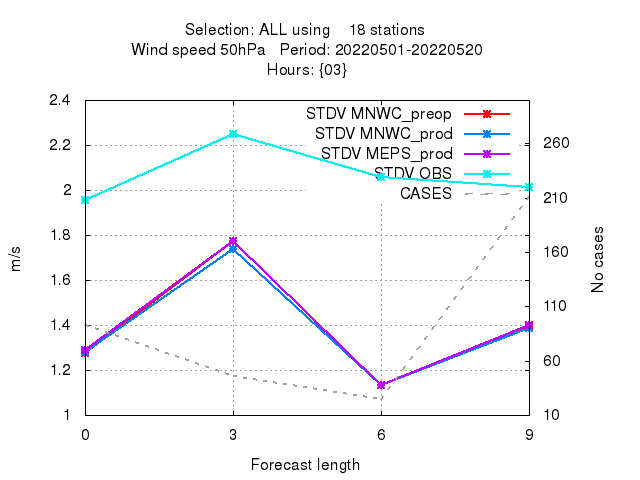 Selection: ALL using    18 stations
Wind speed 50hPa   Period: 20220501-20220520
Hours: {03}
STDV MNWC_preop
STDV MNWC_prod
STDV MEPS_prod
STDV OBS
CASES
2.4
2.2
2
1.8
1.6
1.4
1.2
1
m/s
260
210
160
110
60
10
No cases
0 3 6 9
Forecast length